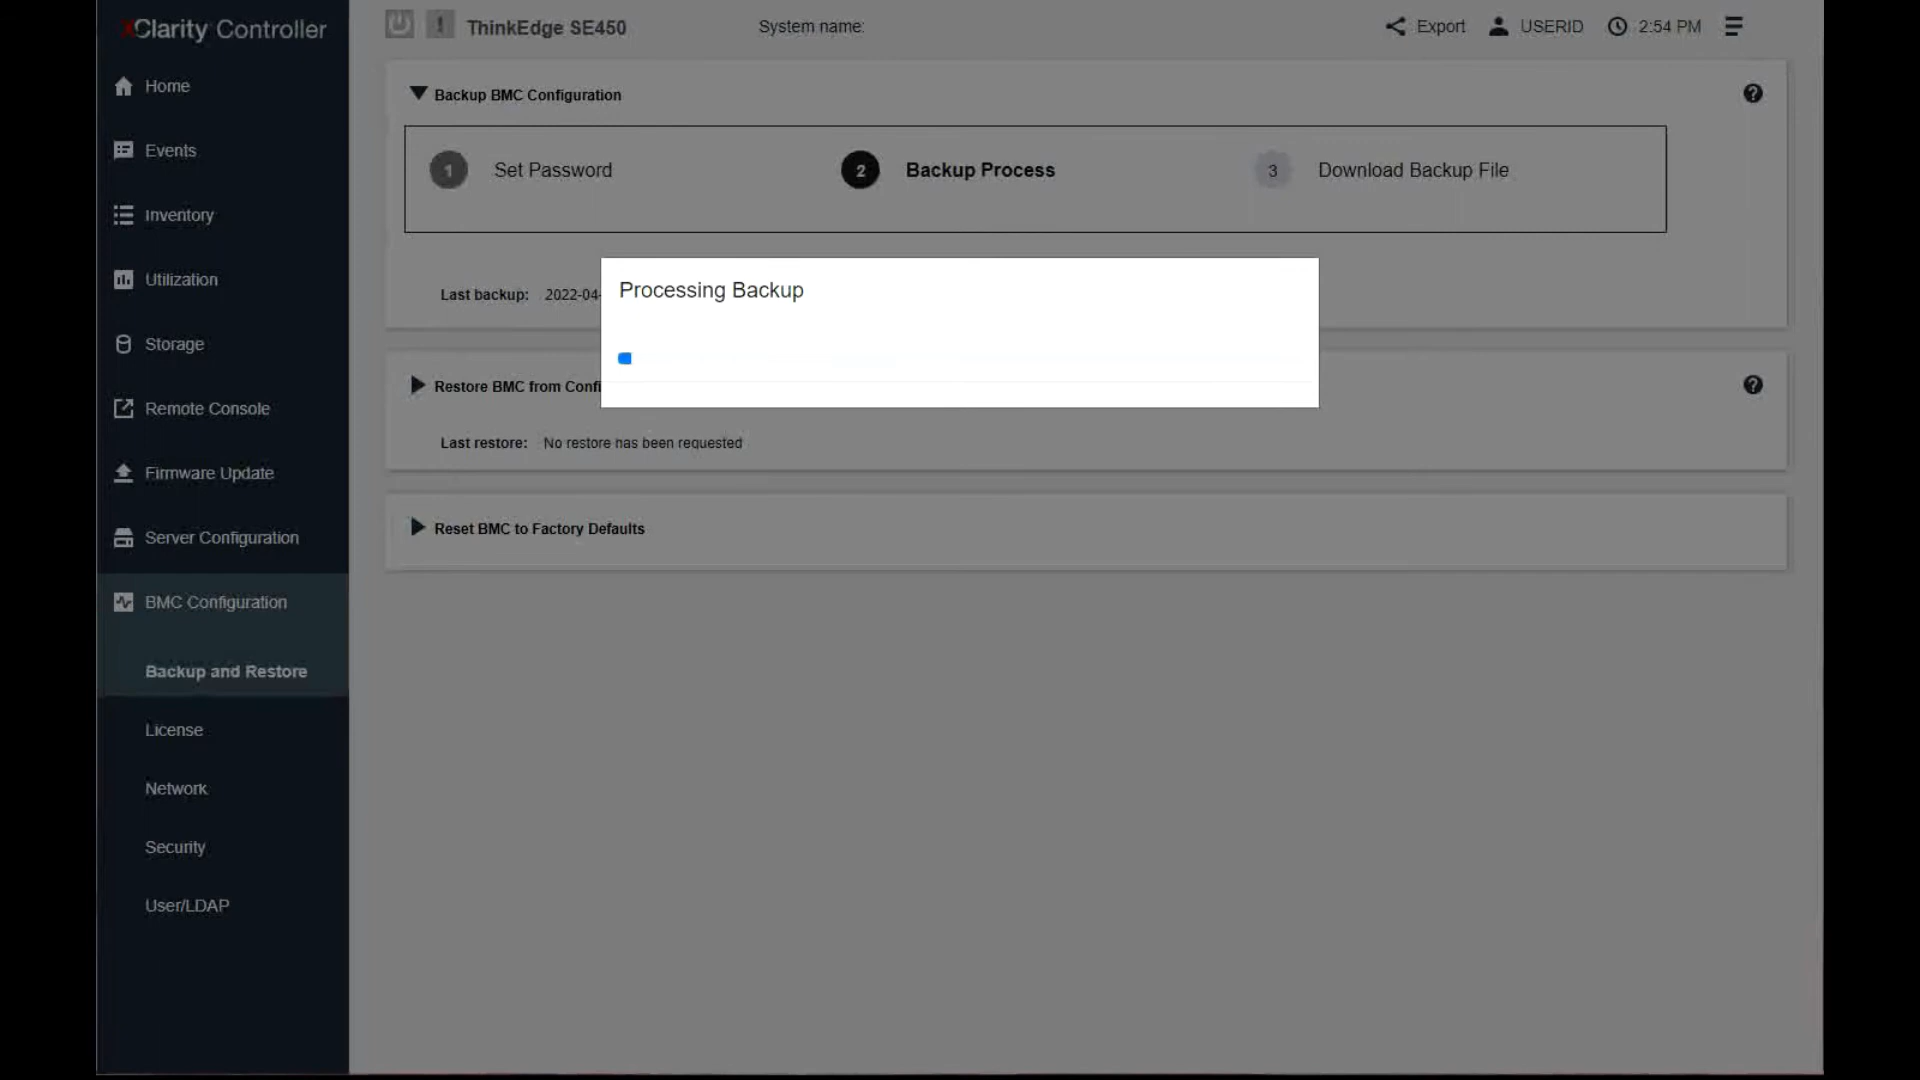 xClarity Controller
ThinkEdge SE450
System name:
Export
USERID
2:54 PM
Home
Events
Inventory
Utilization
Storage
Remote Console
Firmware Update
Server Configuration
BMC Configuration
Backup and Restore
License
Network
Security
User/LDAP
Backup BMC Configuration
1 Set Password
2 Backup Process
3 Download Backup File
Last backup: 2022-04-
Processing Backup
Restore BMC from Confi
Last restore: No restore has been requested
Reset BMC to Factory Defaults